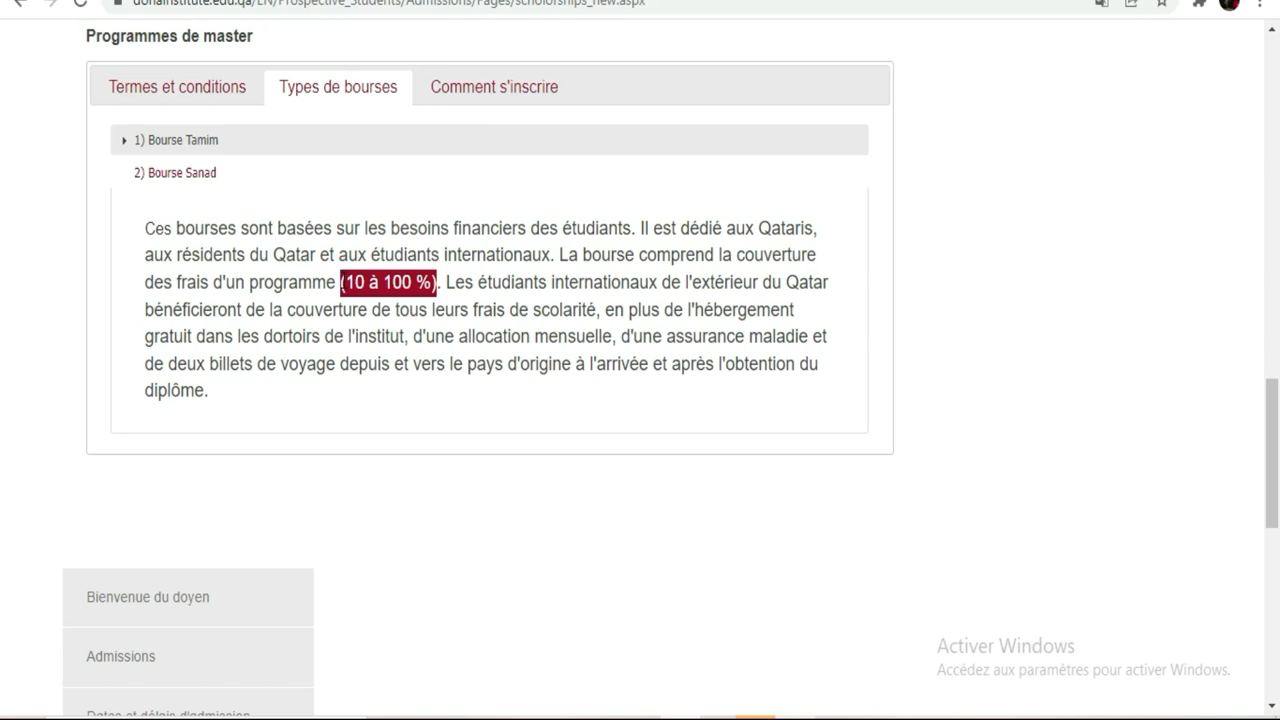 dohainstitute.edu.qa/EN/Prospective_Students/Admissions/Pages/scholorships_new.aspx
Programmes de master
Termes et conditions
Types de bourses
Comment s'inscrire
1) Bourse Tamim
2) Bourse Sanad
Ces bourses sont basées sur les besoins financiers des étudiants. Il est dédié aux Qataris,
aux résidents du Qatar et aux étudiants internationaux. La bourse comprend la couverture
des frais d'un programme (10 à 100 %). Les étudiants internationaux de l'extérieur du Qatar
bénéficieront de la couverture de tous leurs frais de scolarité, en plus de l'hébergement
gratuit dans les dortoirs de l'institut, d'une allocation mensuelle, d'une assurance maladie et
de deux billets de voyage depuis et vers le pays d'origine à l'arrivée et après l'obtention du
diplôme.
Bienvenue du doyen
Admissions
Dates et délais d'admission
Activer Windows
Accédez aux paramètres pour activer Windows.